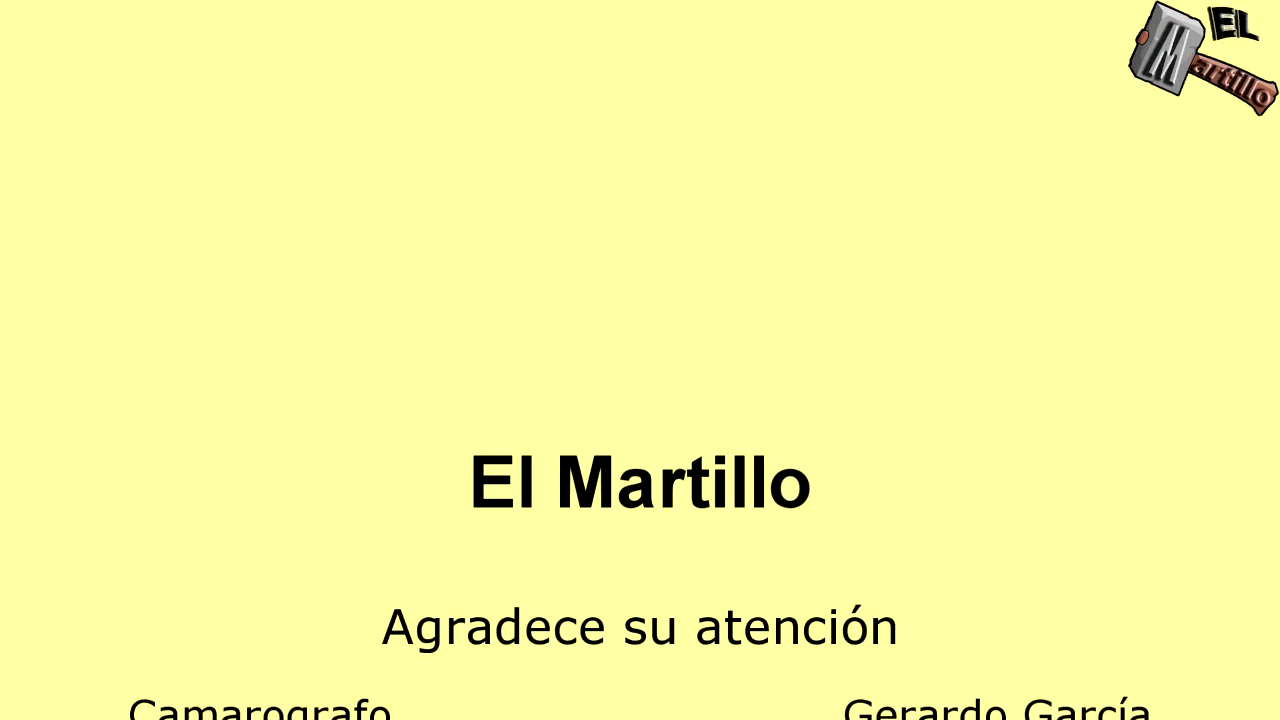 EL
Martillo
El Martillo
Agradece su atención
Camarografo Gerardo García